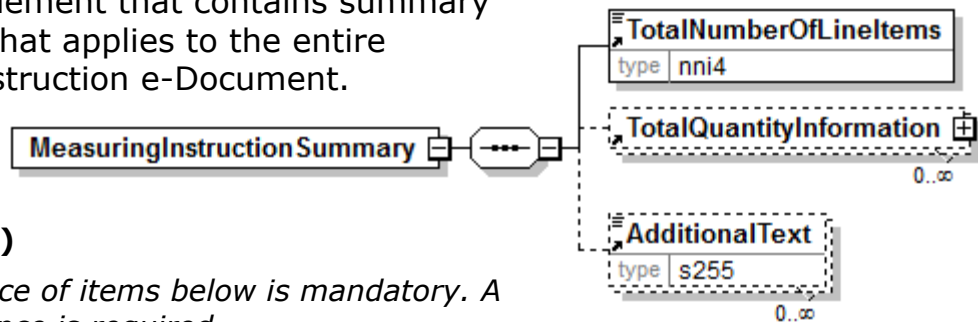 ement that contains summary
hat applies to the entire
struction e-Document.
TotalNumberOfLineItems
type nni4
TotalQuantityInformation
0..∞
MeasuringInstructionSummary
AdditionalText
type s255
0..∞
)
ce of items below is mandatory. A